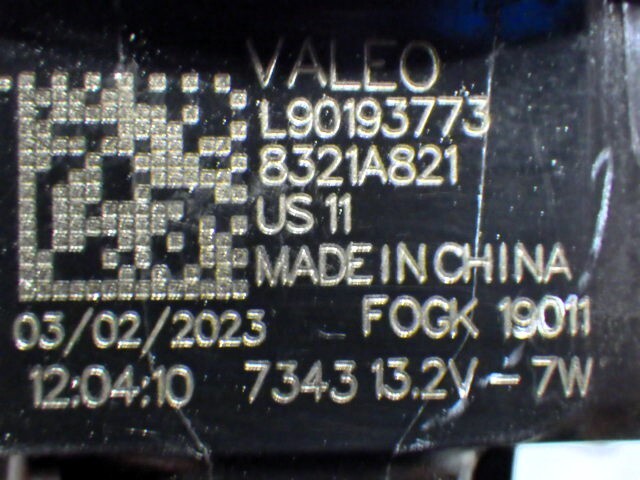 VALEO
L90193773
8321A821
US 11
MADE IN CHINA
03/02/2023 FOGK 19011
12:04:10 7343 13.2V - 7W